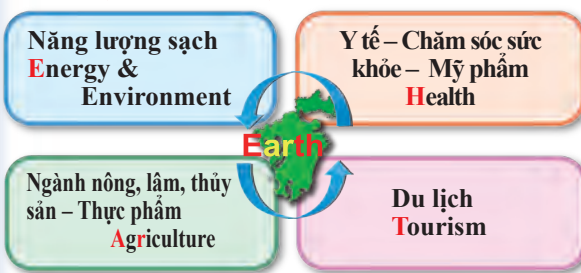 Năng lượng sạch
Energy &
Environment
Y tế – Chăm sóc sức
khỏe – Mỹ phẩm
Health
Earth
Ngành nông, lâm, thủy
sản – Thực phẩm
Agriculture
Du lịch
Tourism